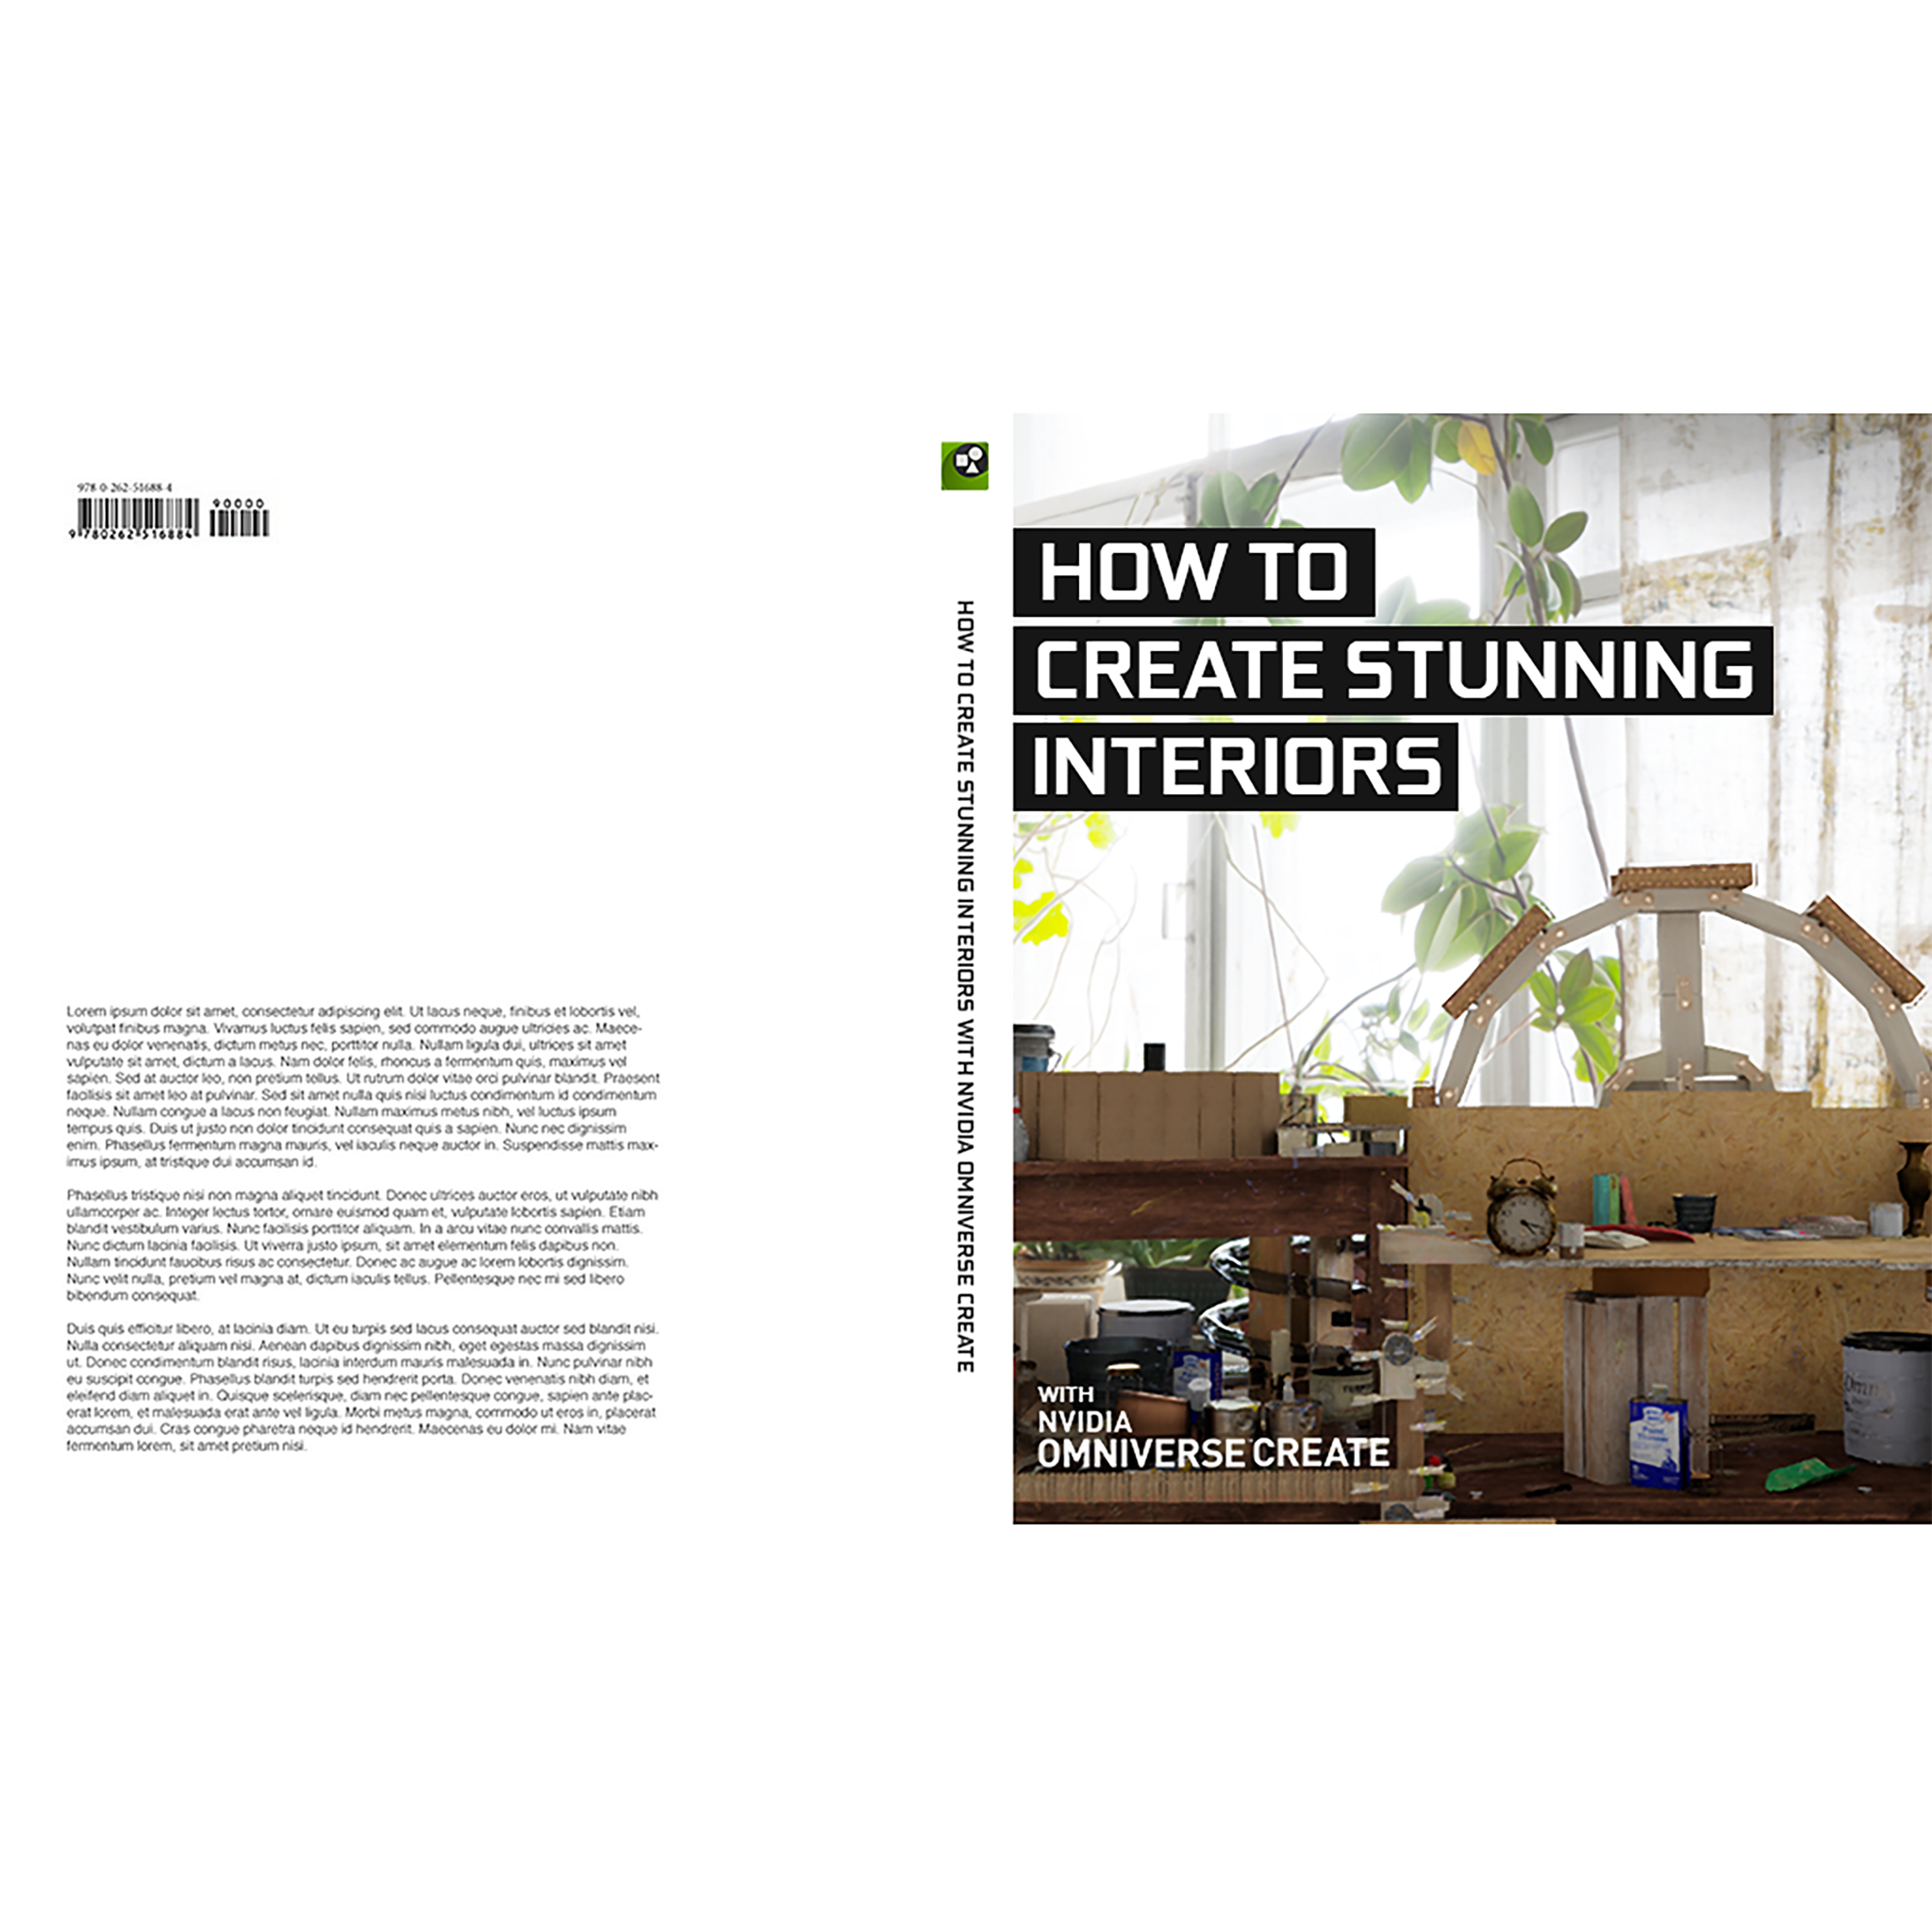 978-0-262-51688-4
90000
9 780262 516884
Lorem ipsum dolor sit amet, consectetur adipiscing elit. Ut lacus neque, finibus et lobortis vel,
volutpat finibus magna. Vivamus luctus felis sapien, sed commodo augue ultricies ac. Maece-
nas eu dolor venenatis, dictum metus nec, porttitor nulla. Nullam ligula dui, ultrices sit amet
vulputate sit amet, dictum a lacus. Nam dolor felis, rhoncus a fermentum quis, maximus vel
sapien. Sed at auctor leo, non pretium tellus. Ut rutrum dolor vitae orci pulvinar blandit. Praesent
facilisis sit amet leo at pulvinar. Sed sit amet nulla quis nisi luctus condimentum id condimentum
neque. Nullam congue a lacus non feugiat. Nullam maximus metus nibh, vel luctus ipsum
tempus quis. Duis ut justo non dolor tincidunt consequat quis a sapien. Nunc nec dignissim
enim. Phasellus fermentum magna mauris, vel iaculis neque auctor in. Suspendisse mattis max-
imus ipsum, at tristique dui accumsan id.
Phasellus tristique nisi non magna aliquet tincidunt. Donec ultrices auctor eros, ut vulputate nibh
ullamcorper ac. Integer lectus tortor, ornare euismod quam et, vulputate lobortis sapien. Etiam
blandit vestibulum varius. Nunc facilisis porttitor aliquam. In a arcu vitae nunc convallis mattis.
Nunc dictum lacinia facilisis. Ut viverra justo ipsum, sit amet elementum felis dapibus non.
Nullam tincidunt faucibus risus ac consectetur. Donec ac augue ac lorem lobortis dignissim.
Nunc velit nulla, pretium vel magna at, dictum iaculis tellus. Pellentesque nec mi sed libero
bibendum consequat.
Duis quis efficitur libero, at lacinia diam. Ut eu turpis sed lacus consequat auctor sed blandit nisi.
Nulla consectetur aliquam nisi. Aenean dapibus dignissim nibh, eget egestas massa dignissim
ut. Donec condimentum blandit risus, lacinia interdum mauris malesuada in. Nunc pulvinar nibh
eu suscipit congue. Phasellus blandit turpis sed hendrerit porta. Donec venenatis nibh diam, et
eleifend diam aliquet in. Quisque scelerisque, diam nec pellentesque congue, sapien ante plac-
erat lorem, et malesuada erat ante vel ligula. Morbi metus magna, commodo ut eros in, placerat
accumsan dui. Cras congue pharetra neque id hendrerit. Maecenas eu dolor mi. Nam vitae
fermentum lorem, sit amet pretium nisi.
HOW TO CREATE STUNNING INTERIORS WITH NVIDIA OMNIVERSE CREATE
HOW TO
CREATE STUNNING
INTERIORS
WITH
NVIDIA
OMNIVERSE CREATE